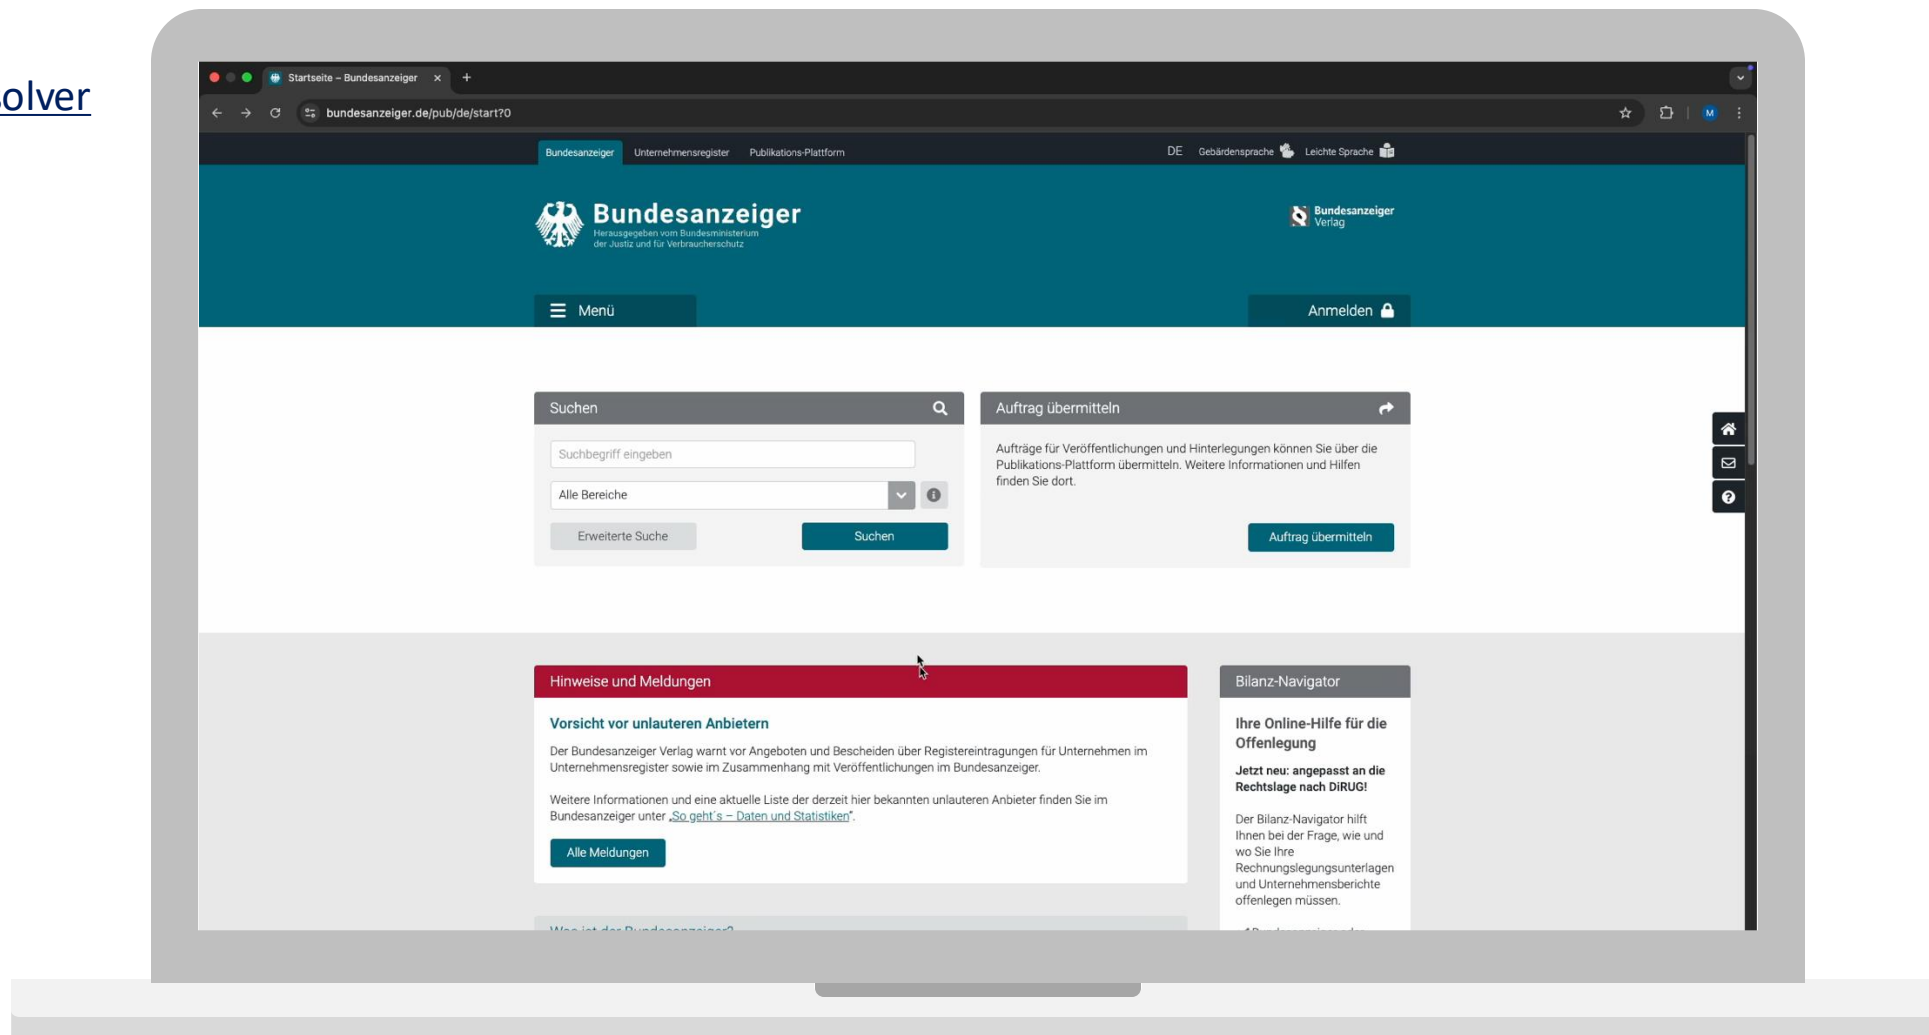 Startseite – Bundesanzeiger
bundesanzeiger.de/pub/de/start?0
M
Bundesanzeiger Unternehmensregister Publikations-Plattform DE Gebärdensprache Leichte Sprache
Bundesanzeiger
Herausgegeben vom Bundesministerium
der Justiz und für Verbraucherschutz
Bundesanzeiger
Verlag
Menü
Anmelden
Suchen
Suchbegriff eingeben
Alle Bereiche
Erweiterte Suche Suchen
Auftrag übermitteln
Aufträge für Veröffentlichungen und Hinterlegungen können Sie über die
Publikations-Plattform übermitteln. Weitere Informationen und Hilfen
finden Sie dort.
Auftrag übermitteln
Hinweise und Meldungen
Vorsicht vor unlauteren Anbietern
Der Bundesanzeiger Verlag warnt vor Angeboten und Bescheiden über Registereintragungen für Unternehmen im
Unternehmensregister sowie im Zusammenhang mit Veröffentlichungen im Bundesanzeiger.
Weitere Informationen und eine aktuelle Liste der derzeit hier bekannten unlauteren Anbieter finden Sie im
Bundesanzeiger unter „So geht´s – Daten und Statistiken".
Alle Meldungen
Was ist der Bundesanzeiger?
Bilanz-Navigator
Ihre Online-Hilfe für die
Offenlegung
Jetzt neu: angepasst an die
Rechtslage nach DiRUG!
Der Bilanz-Navigator hilft
Ihnen bei der Frage, wie und
wo Sie Ihre
Rechnungslegungsunterlagen
und Unternehmensberichte
offenlegen müssen.